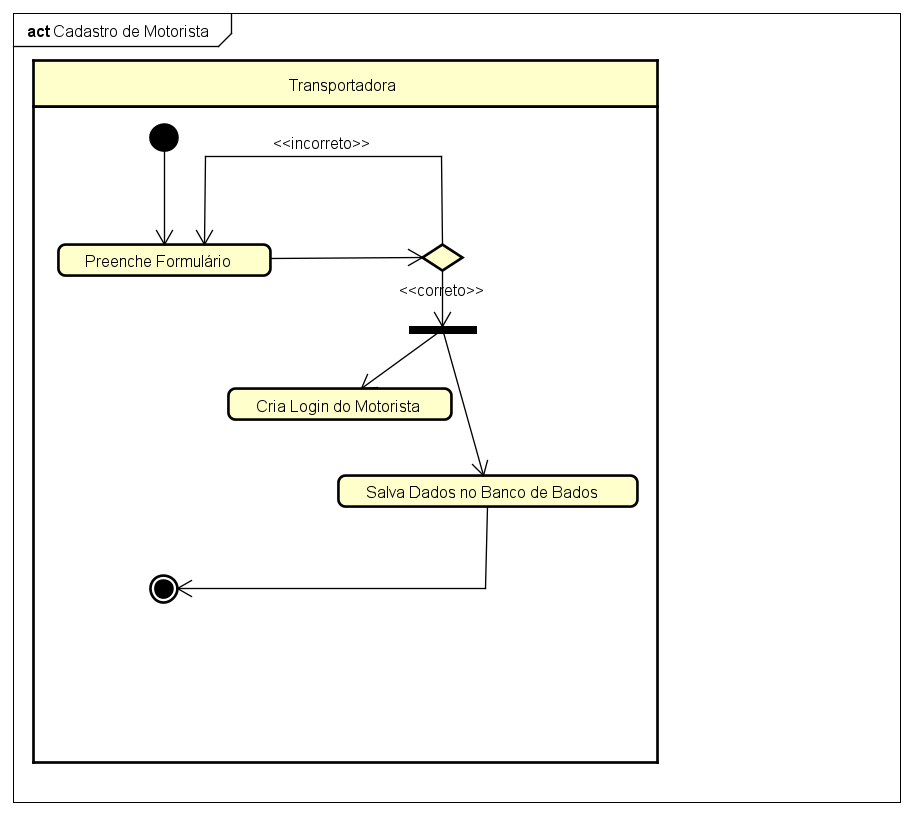 act Cadastro de Motorista
Transportadora
<<incorreto>>
Preenche Formulário
<<correto>>
Cria Login do Motorista
Salva Dados no Banco de Bados